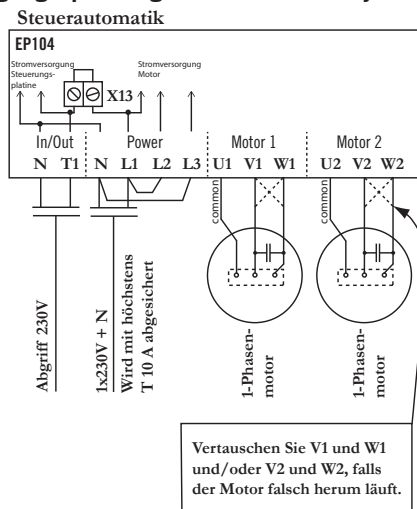 Steuerautomatik
EP104
Stromversorgung
Steuerungs-
platine
Stromversorgung
Motor
X13
In/Out
Power
Motor 1
Motor 2
N T1 N L1 L2 L3 U1 V1 W1 U2 V2 W2
common
common
Abgriff 230V
1x230V + N
Wird mit höchstens
T 10 A abgesichert
1-Phasen-
motor
1-Phasen-
motor
Vertauschen Sie V1 und W1
und/oder V2 und W2, falls
der Motor falsch herum läuft.